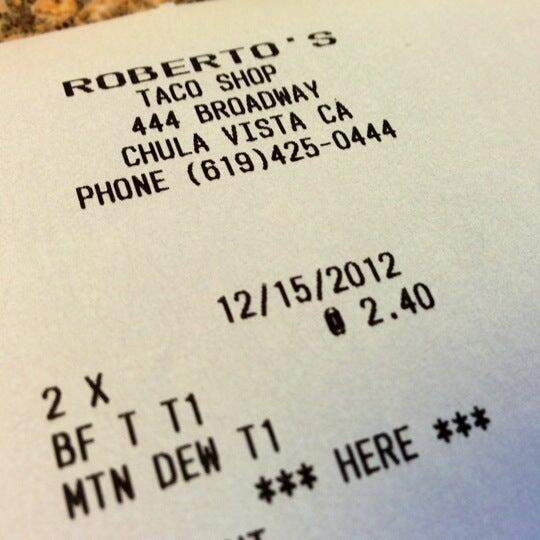 ROBERTO'S
TACO SHOP
444 BROADWAY
CHULA VISTA CA
PHONE (619)425-0444
12/15/2012
2 X @ 2.40
BF T T1
MTN DEW T1
*** HERE ***